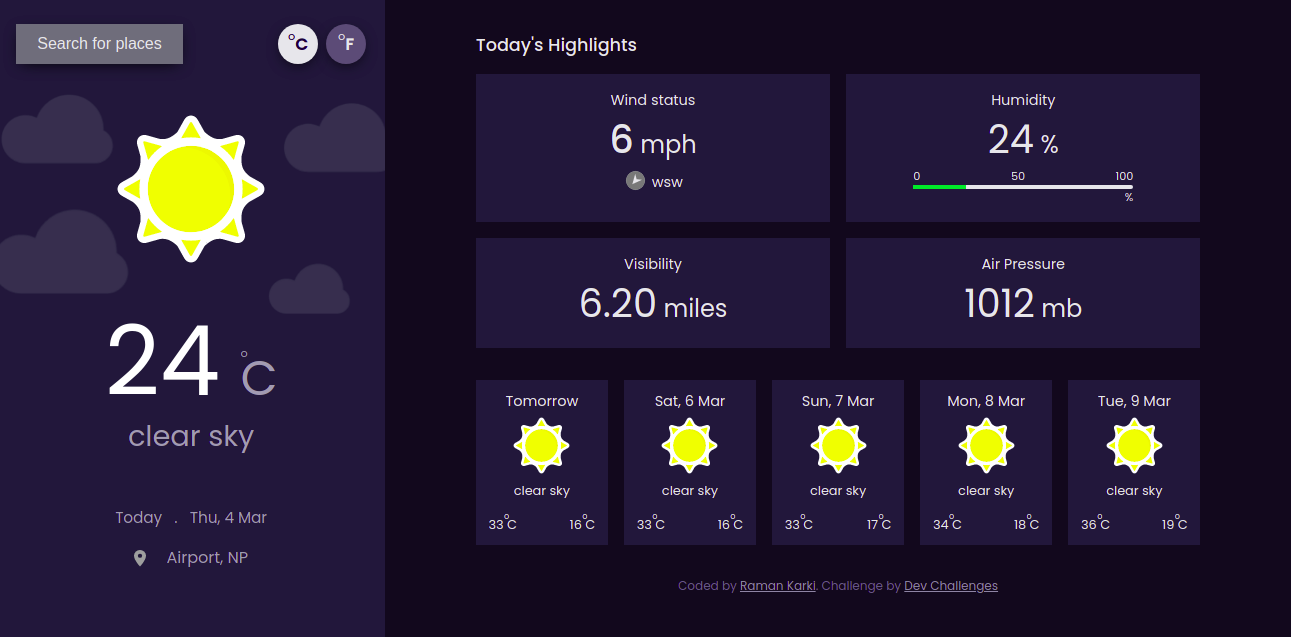 Search for places
°C °F
24 °C
clear sky
Today . Thu, 4 Mar
Airport, NP
Today's Highlights
Wind status
6 mph
wsw
Humidity
24 %
0 50 100
%
Visibility
6.20 miles
Air Pressure
1012 mb
Tomorrow
clear sky
33°C 16°C
Sat, 6 Mar
clear sky
33°C 16°C
Sun, 7 Mar
clear sky
33°C 17°C
Mon, 8 Mar
clear sky
34°C 18°C
Tue, 9 Mar
clear sky
36°C 19°C
Coded by Raman Karki. Challenge by Dev Challenges